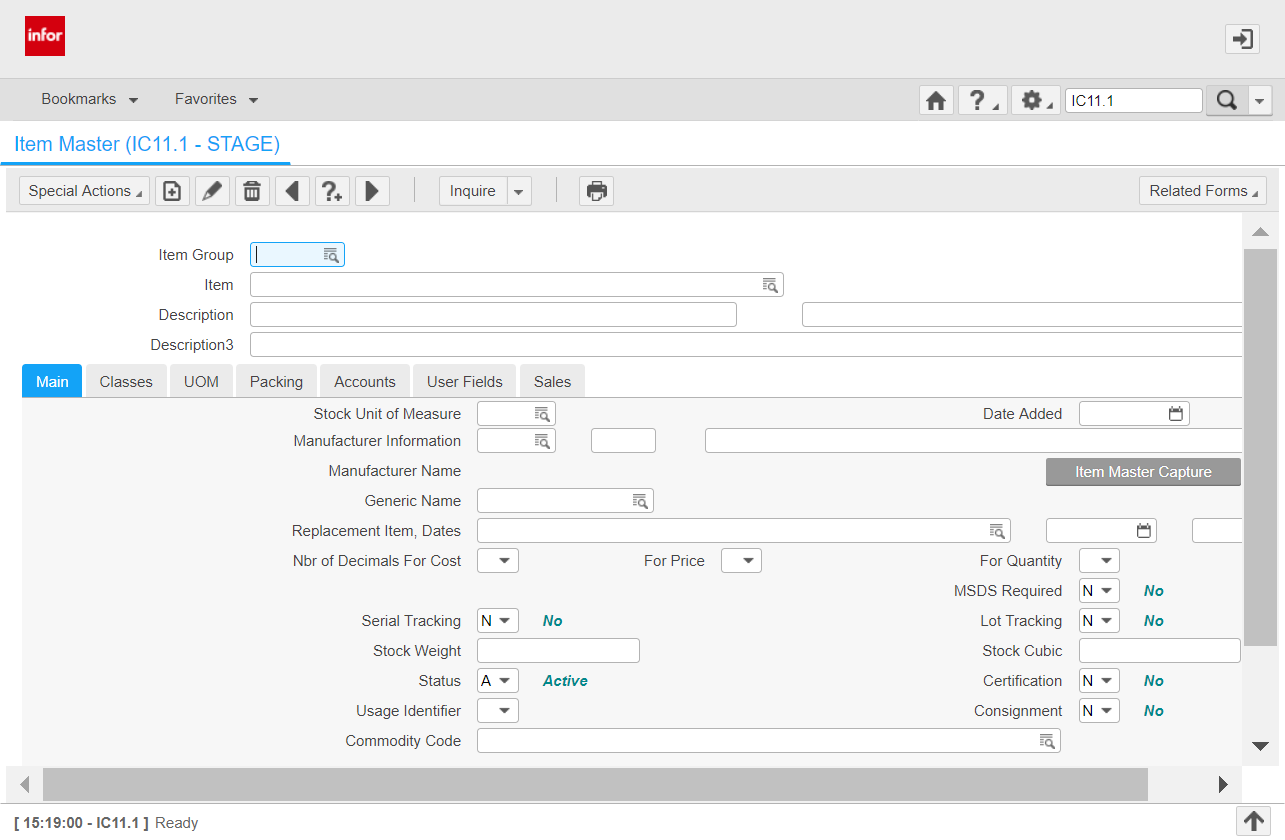 infor
Bookmarks Favorites IC11.1
Item Master (IC11.1 - STAGE)
Special Actions Inquire Related Forms
Item Group
Item
Description
Description3
Main Classes UOM Packing Accounts User Fields Sales
Stock Unit of Measure Date Added
Manufacturer Information
Manufacturer Name Item Master Capture
Generic Name
Replacement Item, Dates
Nbr of Decimals For Cost For Price For Quantity
MSDS Required N No
Serial Tracking N No Lot Tracking N No
Stock Weight Stock Cubic
Status A Active Certification N No
Usage Identifier Consignment N No
Commodity Code
[ 15:19:00 - IC11.1 ] Ready